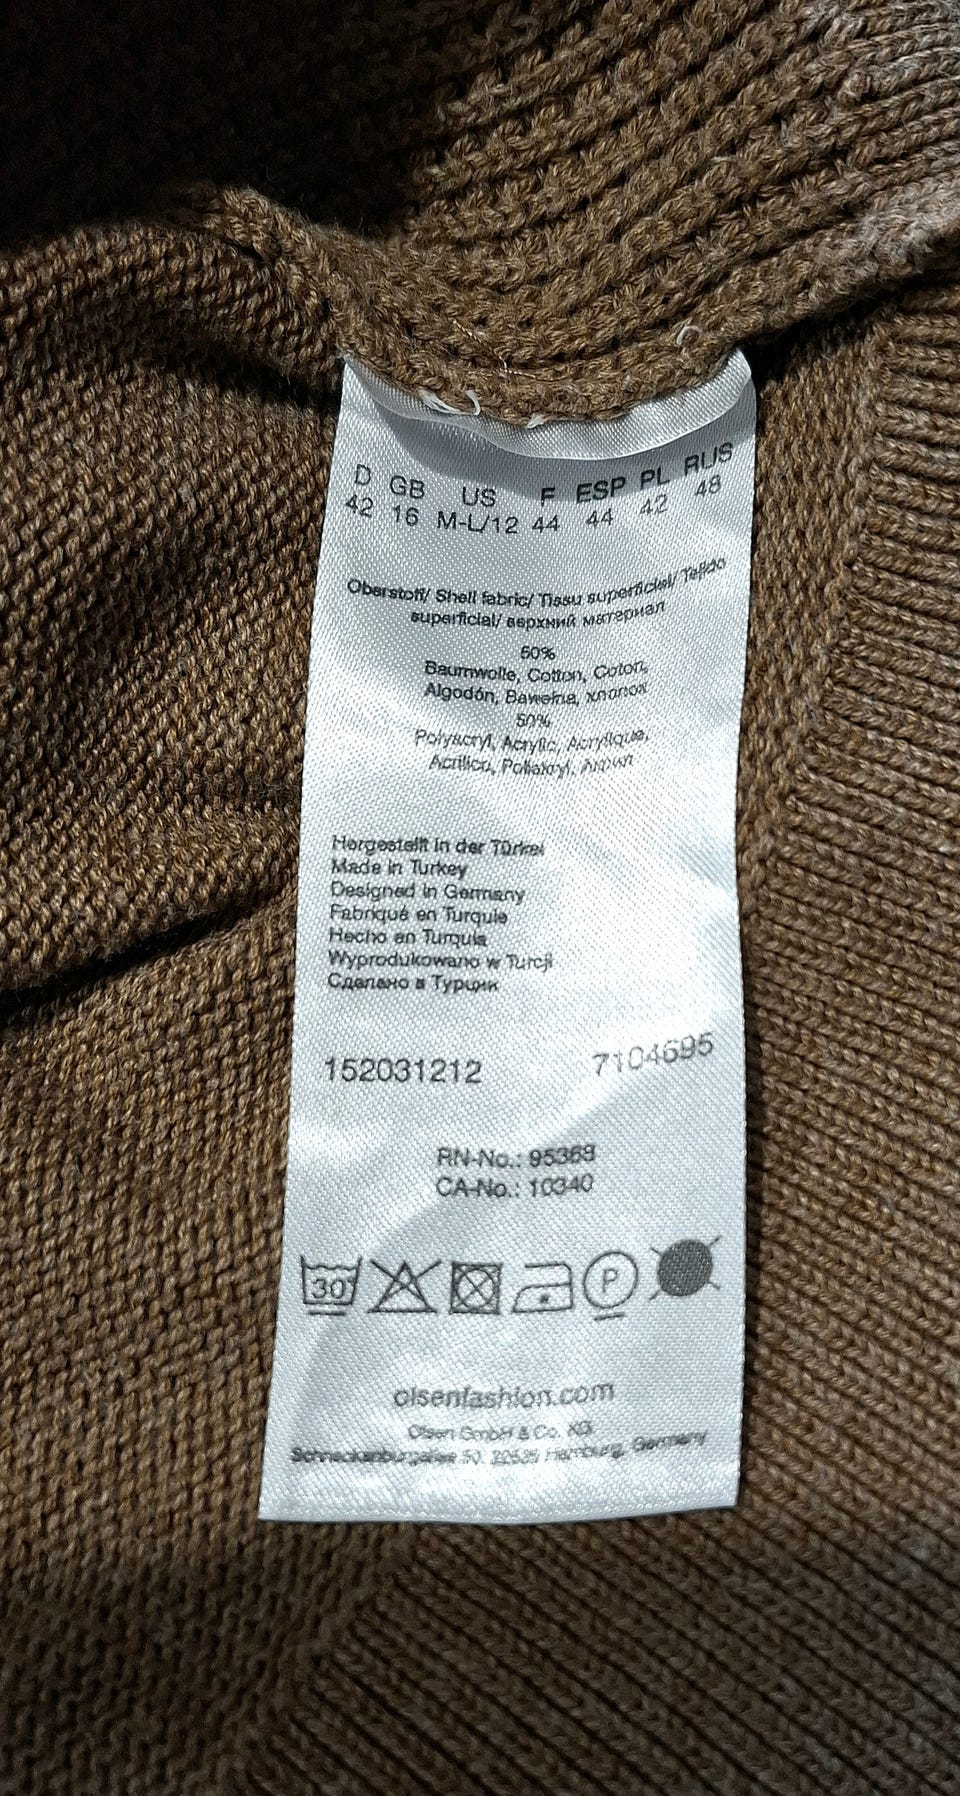 D GB US F ESP PL RUS
42 16 M-L/12 44 44 42 48
Oberstoff/ Shell fabric/ Tissu superficiel/ Tejido
superficial/ верхний материал
50%
Baumwolle, Cotton, Coton,
Algodón, Bawełna, хлопок
50%
Polyacryl, Acrylic, Acrylique,
Acrílico, Poliakryl, Акрил
Hergestellt in der Türkei
Made in Turkey
Designed in Germany
Fabriqué en Turquie
Hecho en Turquía
Wyprodukowano w Turcji
Сделано в Турции
152031212 7104695
RN-No.: 95368
CA-No.: 10340
30 P
olsenfashion.com
Olsen GmbH & Co. KG
Hamburg, Germany